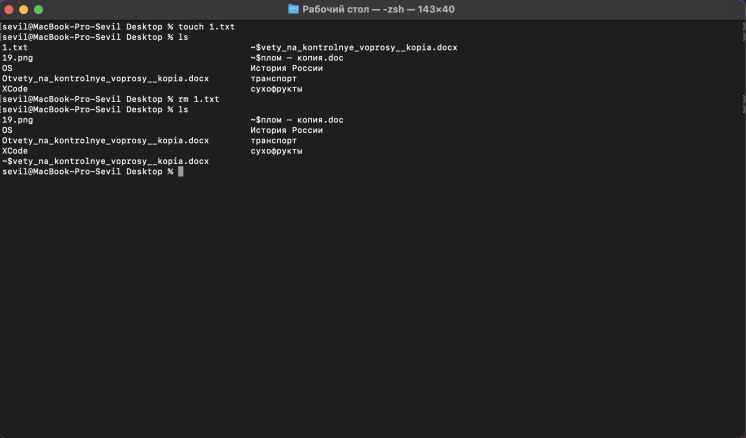 Рабочий стол — -zsh — 143×40
[sevil@MacBook-Pro-Sevil Desktop % touch 1.txt ]
[sevil@MacBook-Pro-Sevil Desktop % ls ]
1.txt ~$vety_na_kontrolnye_voprosy__kopia.docx
19.png ~$плом — копия.doc
OS История России
Otvety_na_kontrolnye_voprosy__kopia.docx транспорт
XCode сухофрукты
[sevil@MacBook-Pro-Sevil Desktop % rm 1.txt ]
[sevil@MacBook-Pro-Sevil Desktop % ls ]
19.png ~$плом — копия.doc
OS История России
Otvety_na_kontrolnye_voprosy__kopia.docx транспорт
XCode сухофрукты
~$vety_na_kontrolnye_voprosy__kopia.docx
sevil@MacBook-Pro-Sevil Desktop %